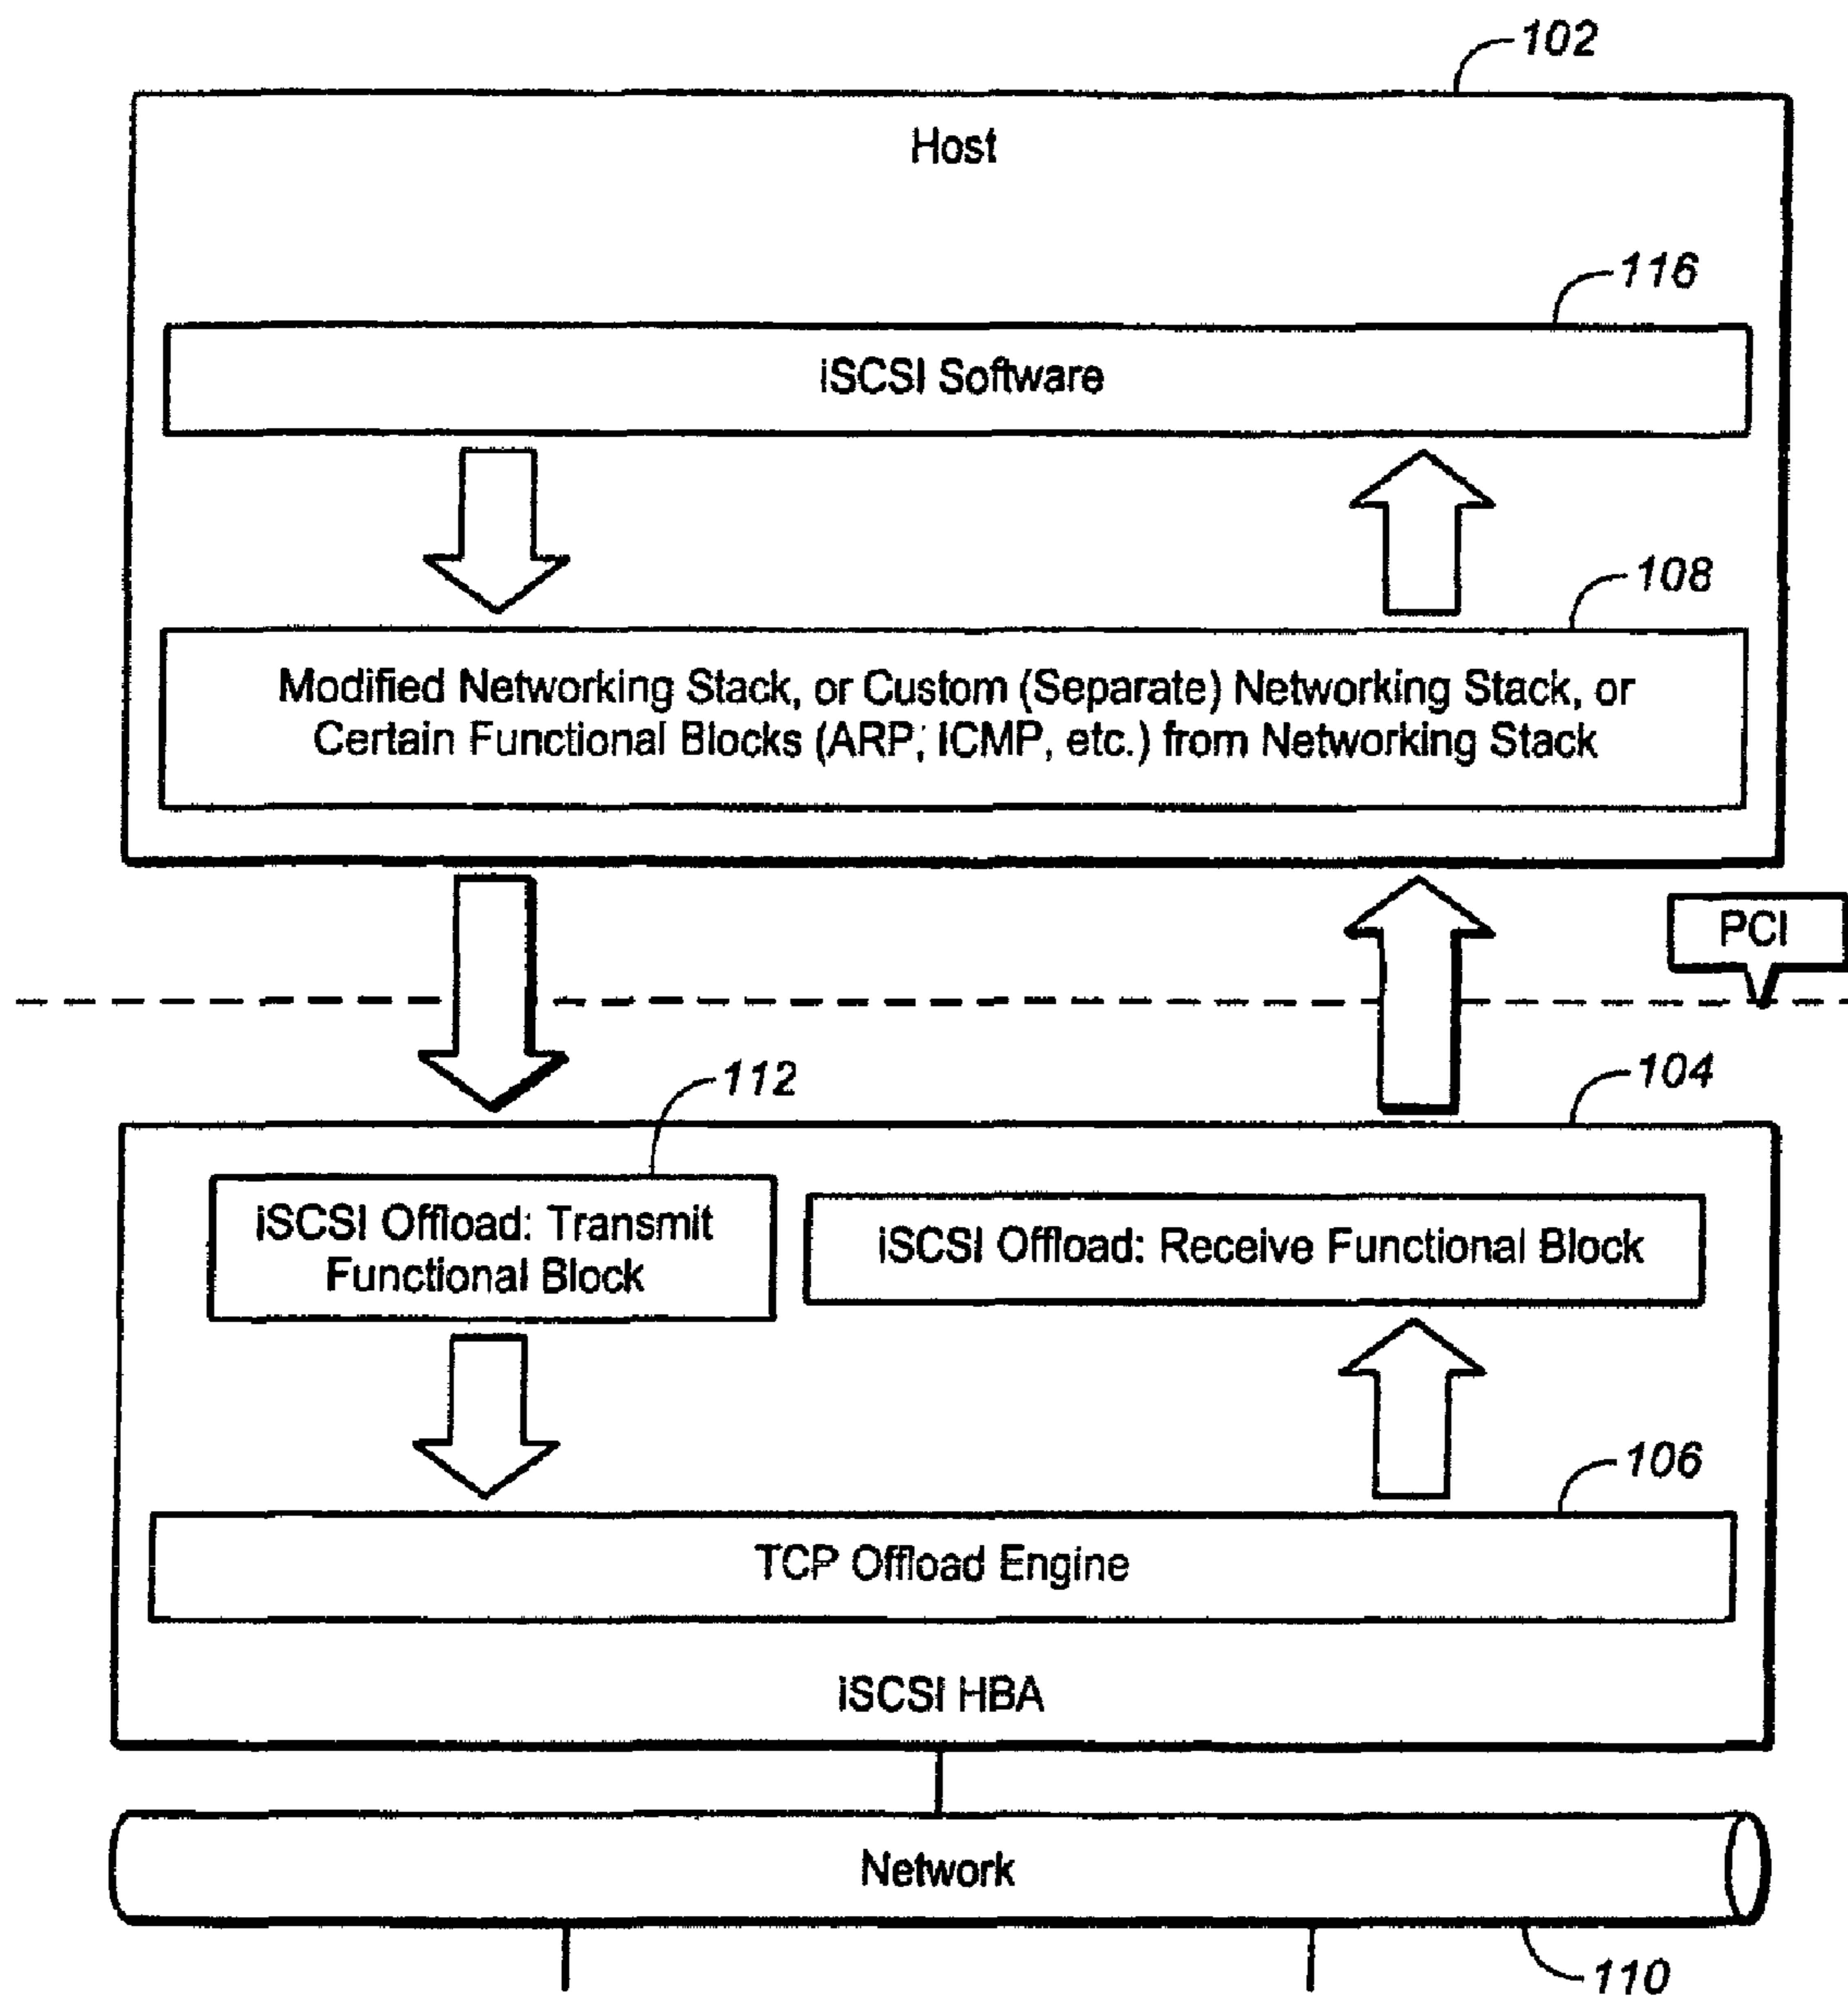 102
Host
116
iSCSI Software
108
Modified Networking Stack, or Custom (Separate) Networking Stack, or
Certain Functional Blocks (ARP, ICMP, etc.) from Networking Stack
PCI
112
104
iSCSI Offload: Transmit
Functional Block
iSCSI Offload: Receive Functional Block
106
TCP Offload Engine
iSCSI HBA
Network
110